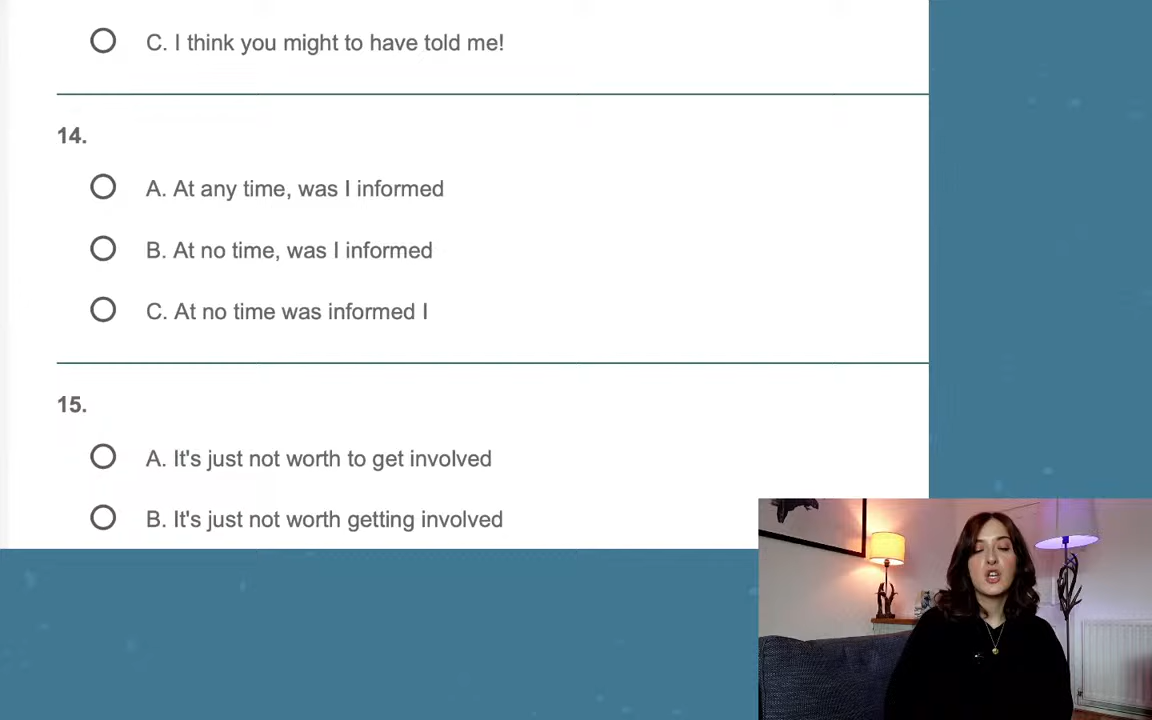 C. I think you might to have told me!
14.
A. At any time, was I informed
B. At no time, was I informed
C. At no time was informed I
15.
A. It's just not worth to get involved
B. It's just not worth getting involved